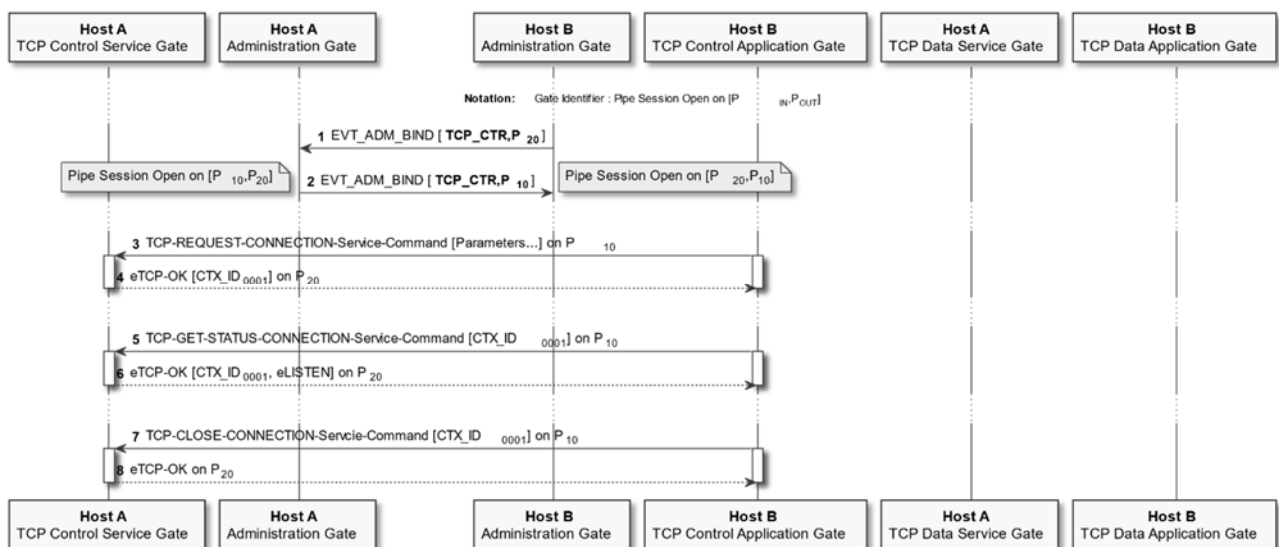 Host A Host A Host B Host B Host A Host B
TCP Control Service Gate Administration Gate Administration Gate TCP Control Application Gate TCP Data Service Gate TCP Data Application Gate
Notation: Gate Identifier : Pipe Session Open on [P IN,POUT]
1 EVT_ADM_BIND [ TCP_CTR,P 20 ]
Pipe Session Open on [P 10,P20]
2 EVT_ADM_BIND [ TCP_CTR,P 10 ]
Pipe Session Open on [P 20,P10]
3 TCP-REQUEST-CONNECTION-Service-Command [Parameters...] on P 10
4 eTCP-OK [CTX_ID 0001] on P 20
5 TCP-GET-STATUS-CONNECTION-Service-Command [CTX_ID 0001] on P 10
6 eTCP-OK [CTX_ID 0001, eLISTEN] on P 20
7 TCP-CLOSE-CONNECTION-Servcie-Command [CTX_ID 0001] on P 10
8 eTCP-OK on P 20
Host A Host A Host B Host B Host A Host B
TCP Control Service Gate Administration Gate Administration Gate TCP Control Application Gate TCP Data Service Gate TCP Data Application Gate